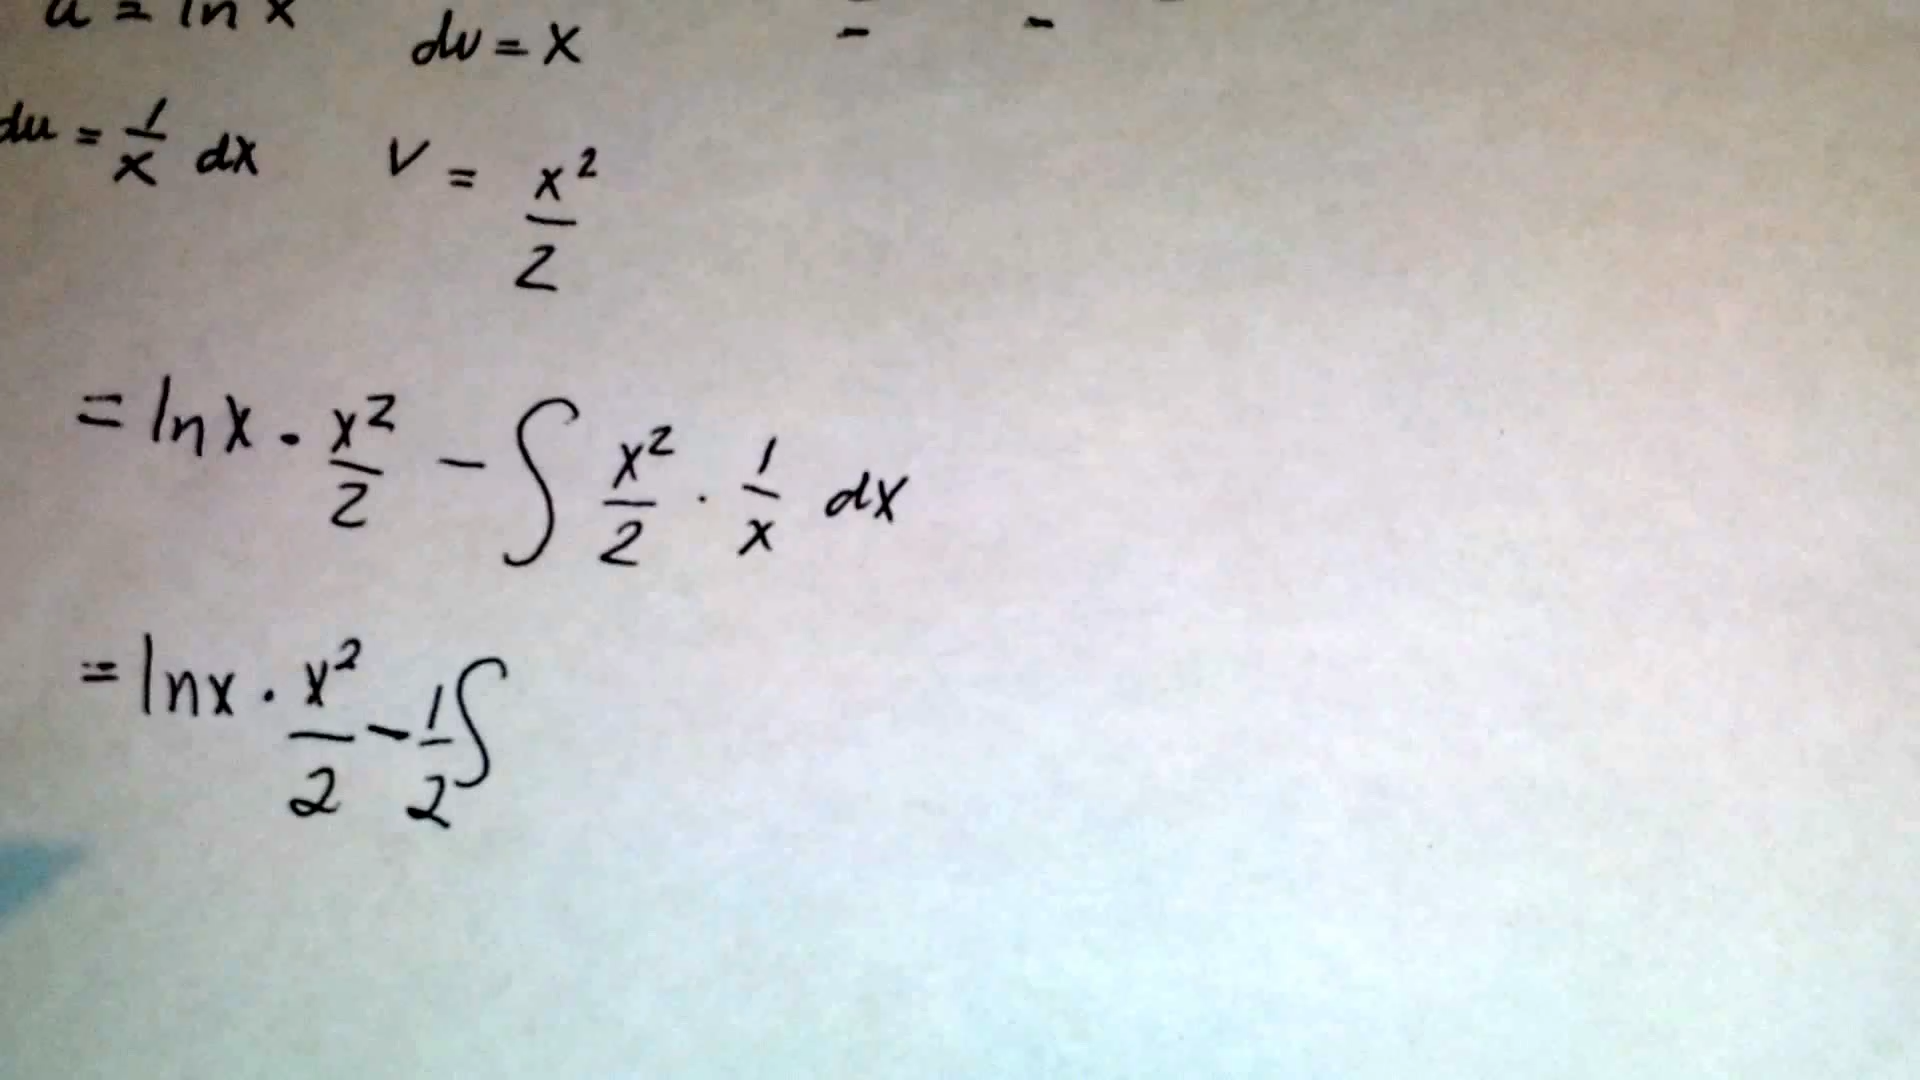 u = ln x dv = x
du = 1/x dx v = x²/2
= ln x · x²/2 - ∫ x²/2 · 1/x dx
= ln x · x²/2 - 1/2 ∫